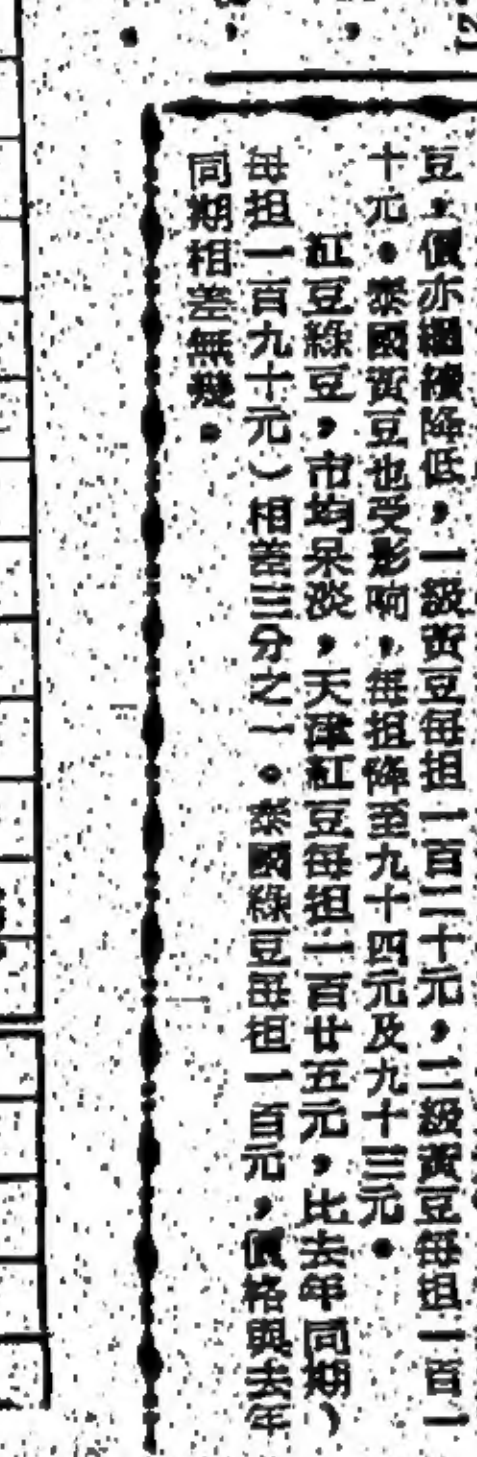 豆，價亦繼續降低，一級黃豆每担一百二十元，二級黃豆每担一百一
十元。泰國黃豆也受影响，每担降至九十四元及九十三元。
紅豆綠豆，市均呆淡，天津紅豆每担一百廿五元，比去年同期（
每担一百九十元）相差三分之一。泰國綠豆每担一百元，價格與去年
同期相差無幾。